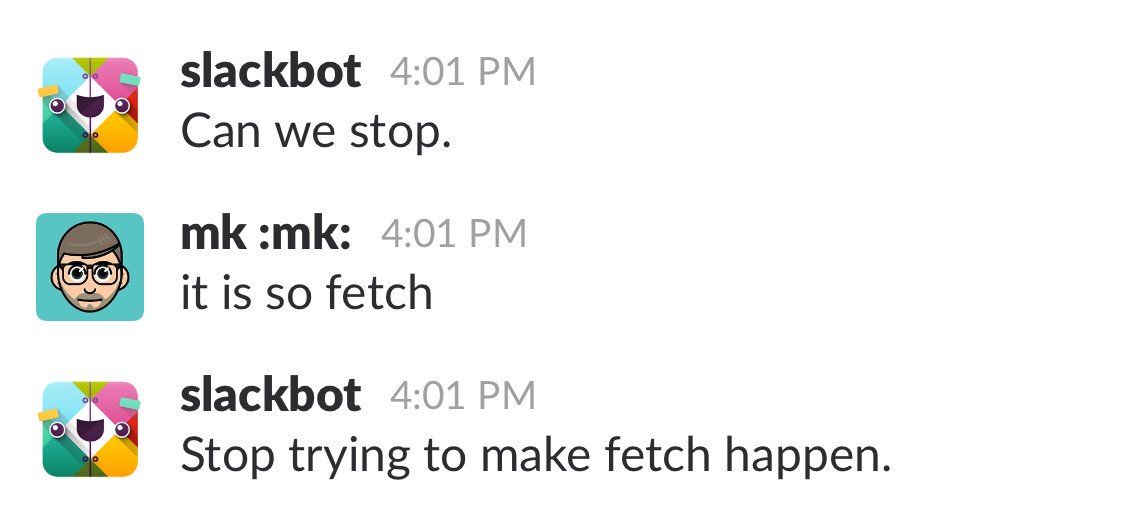 slackbot 4:01 PM
Can we stop.
mk :mk: 4:01 PM
it is so fetch
slackbot 4:01 PM
Stop trying to make fetch happen.